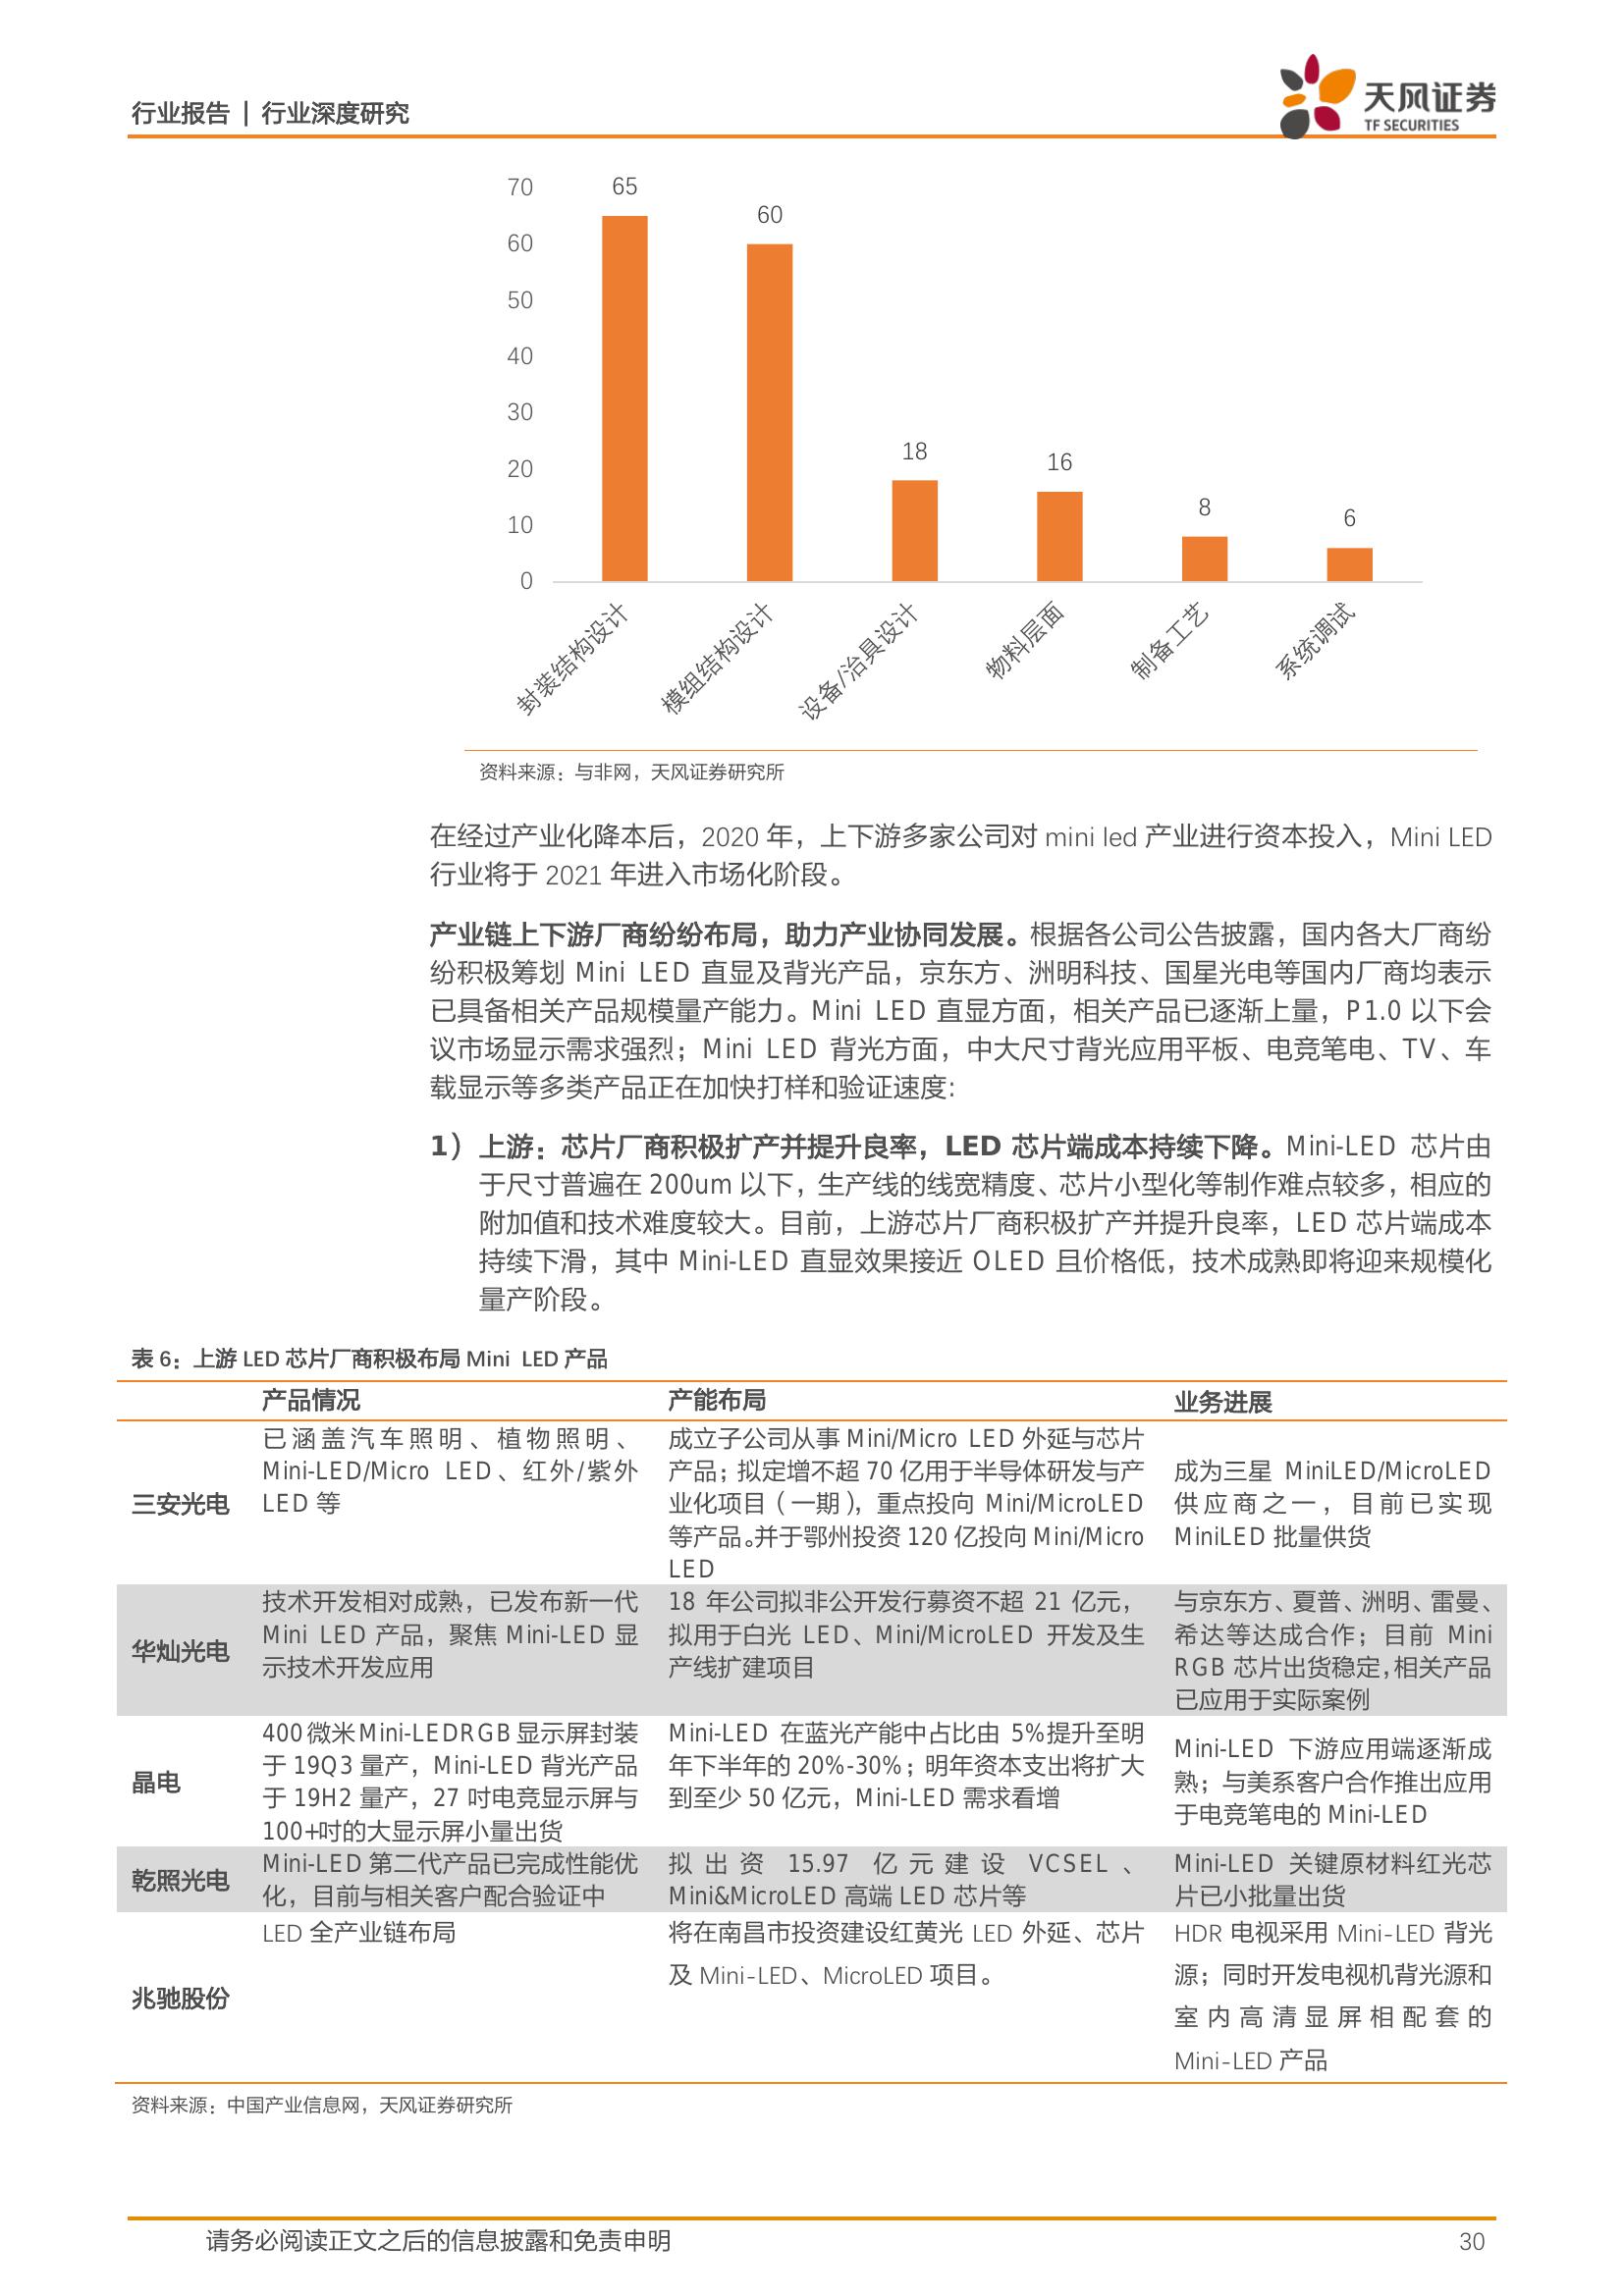 行业报告 | 行业深度研究
天风证券
TF SECURITIES
70
60
50
40
30
20
10
0
65
60
18
16
8
6
封装结构设计
模组结构设计
设备/治具设计
物料层面
制备工艺
系统调试
资料来源：与非网，天风证券研究所
在经过产业化降本后，2020 年，上下游多家公司对 mini led 产业进行资本投入，Mini LED
行业将于 2021 年进入市场化阶段。
产业链上下游厂商纷纷布局，助力产业协同发展。根据各公司公告披露，国内各大厂商纷
纷积极筹划 Mini LED 直显及背光产品，京东方、洲明科技、国星光电等国内厂商均表示
已具备相关产品规模量产能力。Mini LED 直显方面，相关产品已逐渐上量，P1.0 以下会
议市场显示需求强烈；Mini LED 背光方面，中大尺寸背光应用平板、电竞笔电、TV、车
载显示等多类产品正在加快打样和验证速度：
1） 上游：芯片厂商积极扩产并提升良率，LED 芯片端成本持续下降。Mini-LED 芯片由
于尺寸普遍在 200um 以下，生产线的线宽精度、芯片小型化等制作难点较多，相应的
附加值和技术难度较大。目前，上游芯片厂商积极扩产并提升良率，LED 芯片端成本
持续下滑，其中 Mini-LED 直显效果接近 OLED 且价格低，技术成熟即将迎来规模化
量产阶段。
表 6：上游 LED 芯片厂商积极布局 Mini LED 产品
产品情况 产能布局 业务进展
三安光电
已涵盖汽车照明、植物照明、
Mini-LED/Micro LED、红外/紫外
LED 等
成立子公司从事 Mini/Micro LED 外延与芯片
产品；拟定增不超 70 亿用于半导体研发与产
业化项目（一期），重点投向 Mini/MicroLED
等产品。并于鄂州投资 120 亿投向 Mini/Micro
LED
成为三星 MiniLED/MicroLED
供应商之一，目前已实现
MiniLED 批量供货
华灿光电
技术开发相对成熟，已发布新一代
Mini LED 产品，聚焦 Mini-LED 显
示技术开发应用
18 年公司拟非公开发行募资不超 21 亿元，
拟用于白光 LED、Mini/MicroLED 开发及生
产线扩建项目
与京东方、夏普、洲明、雷曼、
希达等达成合作；目前 Mini
RGB 芯片出货稳定，相关产品
已应用于实际案例
晶电
400 微米 Mini-LEDRGB 显示屏封装
于 19Q3 量产，Mini-LED 背光产品
于 19H2 量产，27 吋电竞显示屏与
100+吋的大显示屏小量出货
Mini-LED 在蓝光产能中占比由 5%提升至明
年下半年的 20%-30%；明年资本支出将扩大
到至少 50 亿元，Mini-LED 需求看增
Mini-LED 下游应用端逐渐成
熟；与美系客户合作推出应用
于电竞笔电的 Mini-LED
乾照光电
Mini-LED 第二代产品已完成性能优
化，目前与相关客户配合验证中
拟出资 15.97 亿元建设 VCSEL、
Mini&MicroLED 高端 LED 芯片等
Mini-LED 关键原材料红光芯
片已小批量出货
兆驰股份
LED 全产业链布局
将在南昌市投资建设红黄光 LED 外延、芯片
及 Mini-LED、MicroLED 项目。
HDR 电视采用 Mini-LED 背光
源；同时开发电视机背光源和
室内高清显屏相配套的
Mini-LED 产品
资料来源：中国产业信息网，天风证券研究所
请务必阅读正文之后的信息披露和免责申明
30